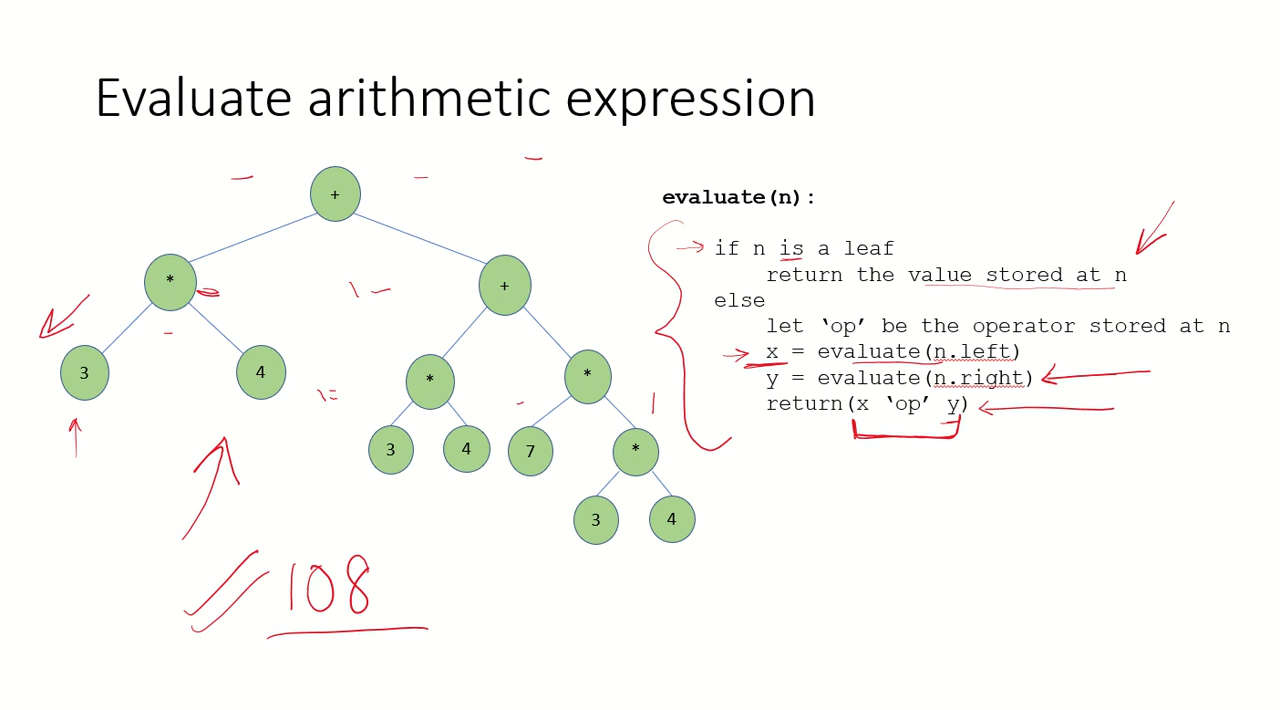 Evaluate arithmetic expression
+
* +
3 4 * *
3 4 7 *
3 4
evaluate(n):
if n is a leaf
return the value stored at n
else
let ‘op’ be the operator stored at n
x = evaluate(n.left)
y = evaluate(n.right)
return(x ‘op’ y)
108